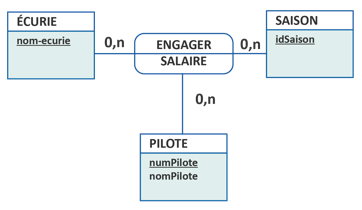 ÉCURIE
nom-ecurie
0,n
ENGAGER
SALAIRE
0,n
SAISON
idSaison
0,n
PILOTE
numPilote
nomPilote